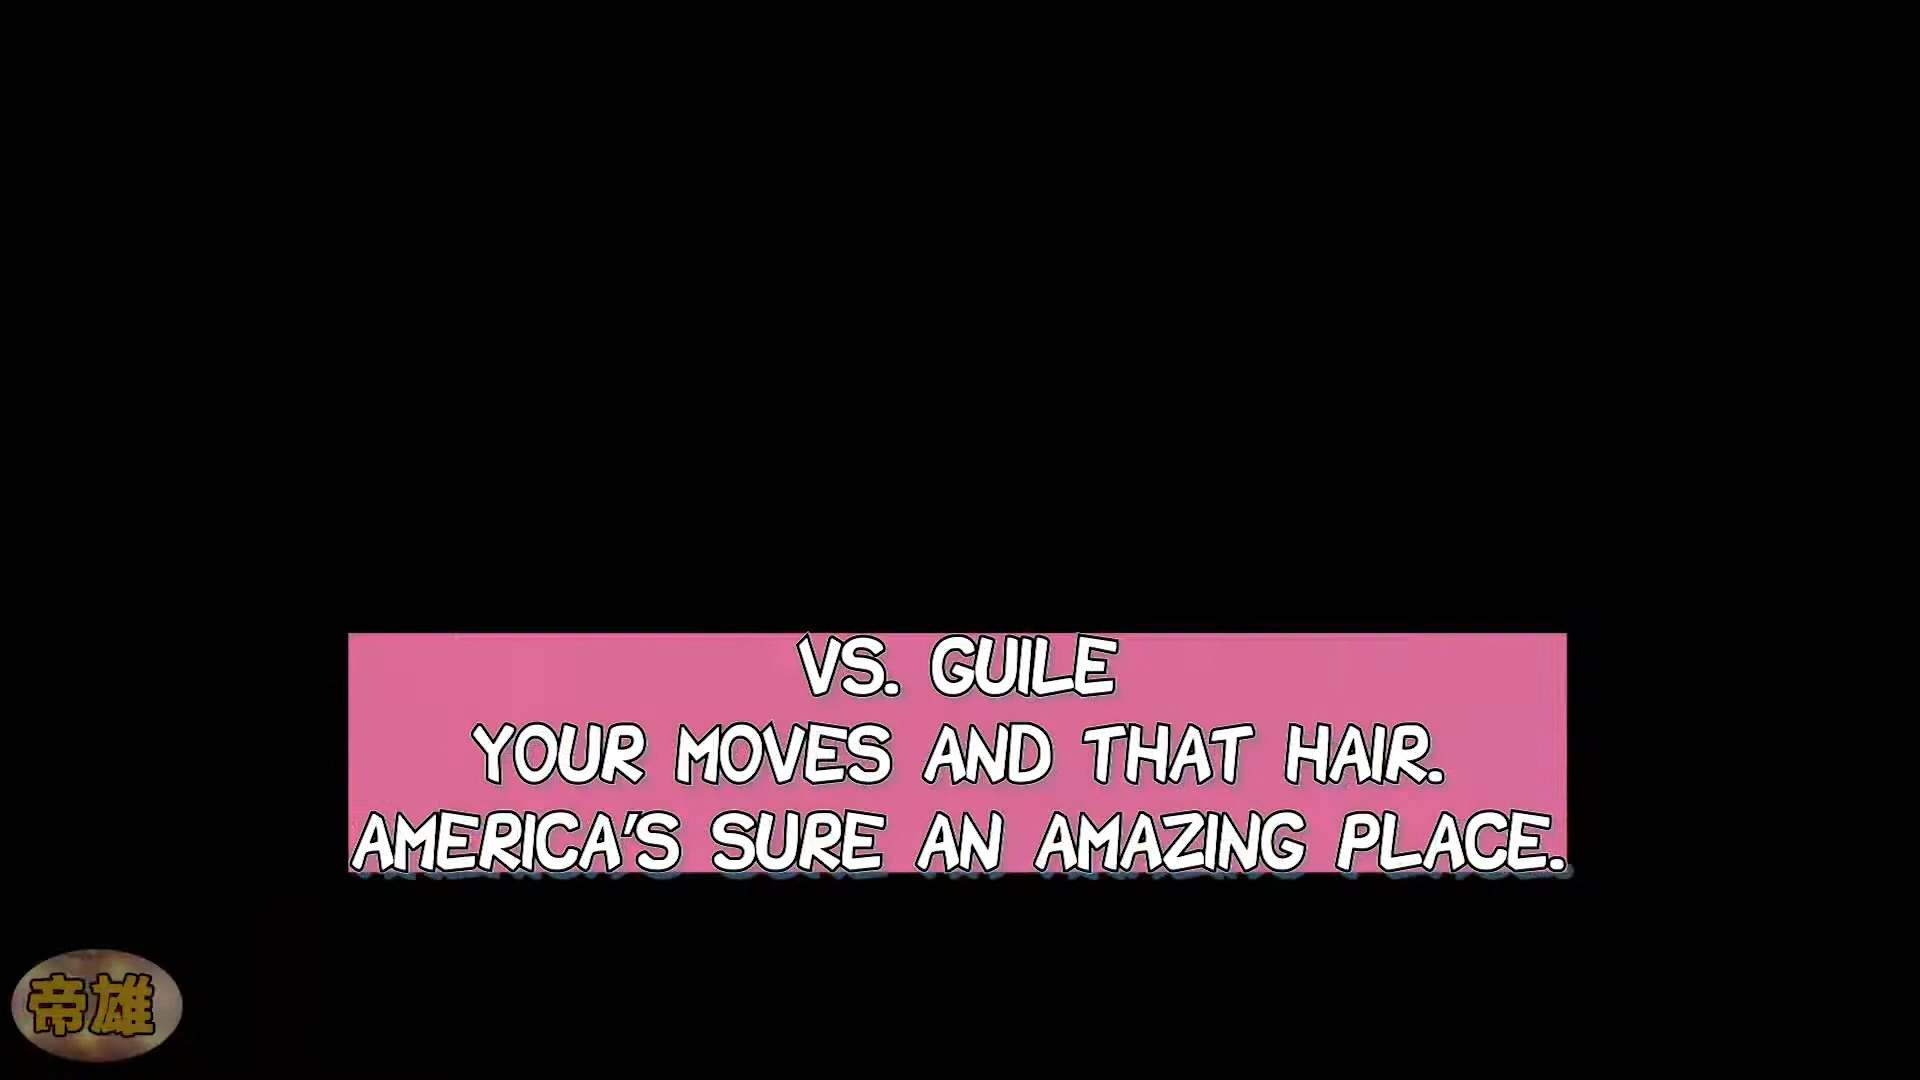 VS. GUILE
YOUR MOVES AND THAT HAIR.
AMERICA'S SURE AN AMAZING PLACE.
帝雄